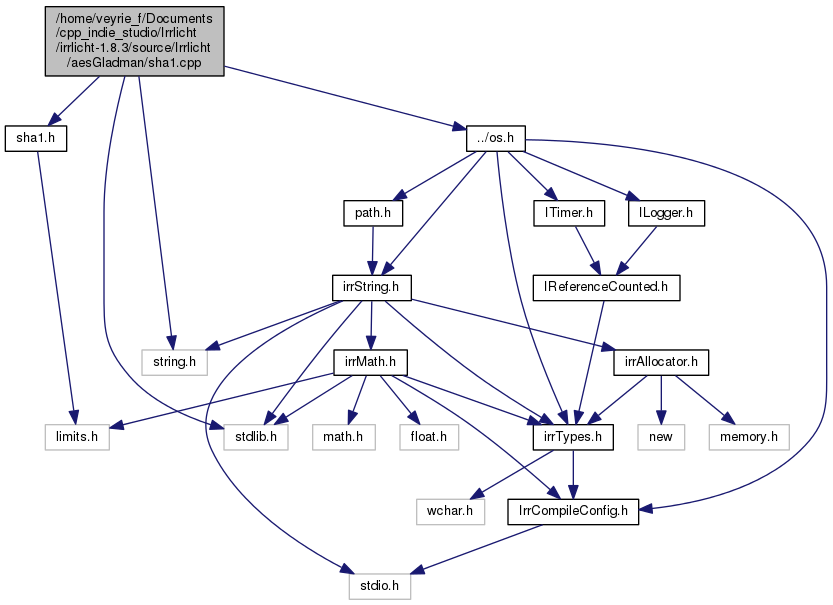 /home/veyrie_f/Documents
/cpp_indie_studio/Irrlicht
/irrlicht-1.8.3/source/Irrlicht
/aesGladman/sha1.cpp
sha1.h
../os.h
path.h
ITimer.h
ILogger.h
irrString.h
IReferenceCounted.h
string.h
irrMath.h
irrAllocator.h
limits.h
stdlib.h
math.h
float.h
irrTypes.h
new
memory.h
wchar.h
IrrCompileConfig.h
stdio.h